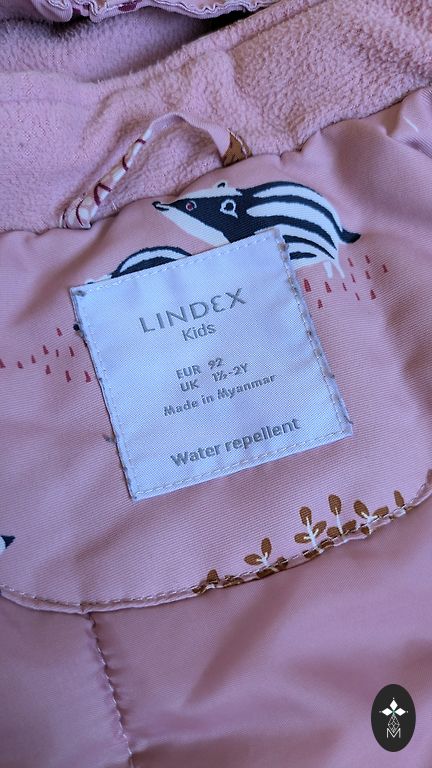 LINDEX
Kids
EUR 92
UK 1½-2Y
Made in Myanmar
Water repellent
M